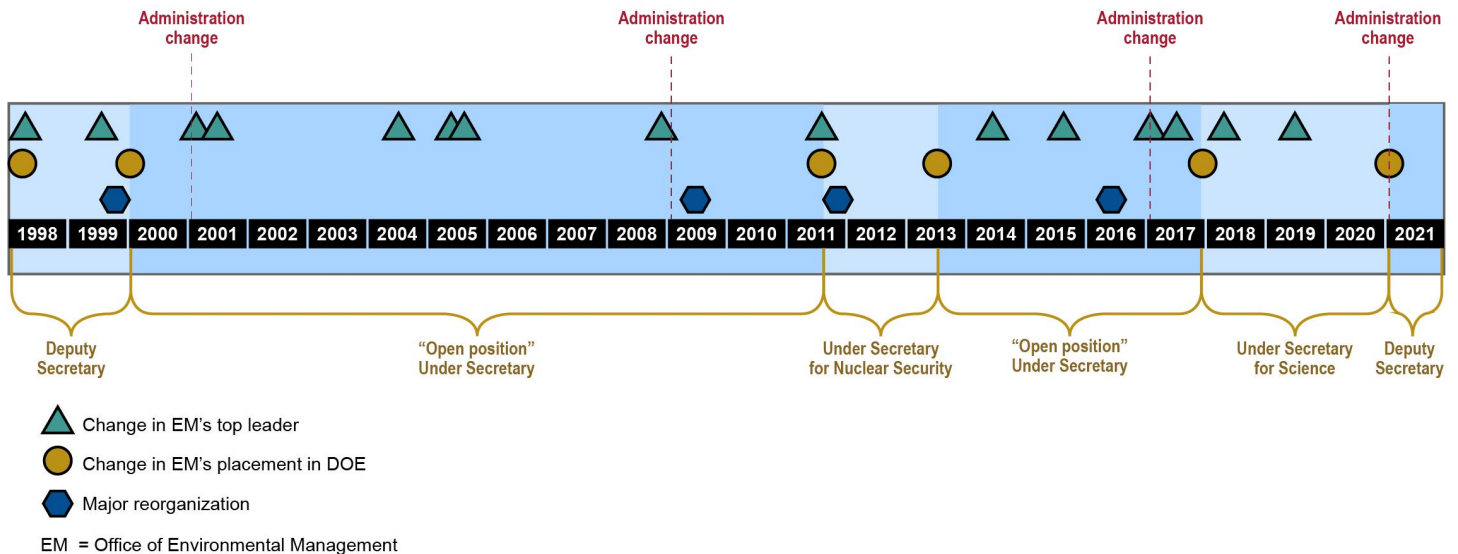 Administration
change
Administration
change
Administration
change
Administration
change
1998 1999 2000 2001 2002 2003 2004 2005 2006 2007 2008 2009 2010 2011 2012 2013 2014 2015 2016 2017 2018 2019 2020 2021
Deputy
Secretary
“Open position”
Under Secretary
Under Secretary
for Nuclear Security
“Open position”
Under Secretary
Under Secretary
for Science
Deputy
Secretary
Change in EM’s top leader
Change in EM’s placement in DOE
Major reorganization
EM = Office of Environmental Management